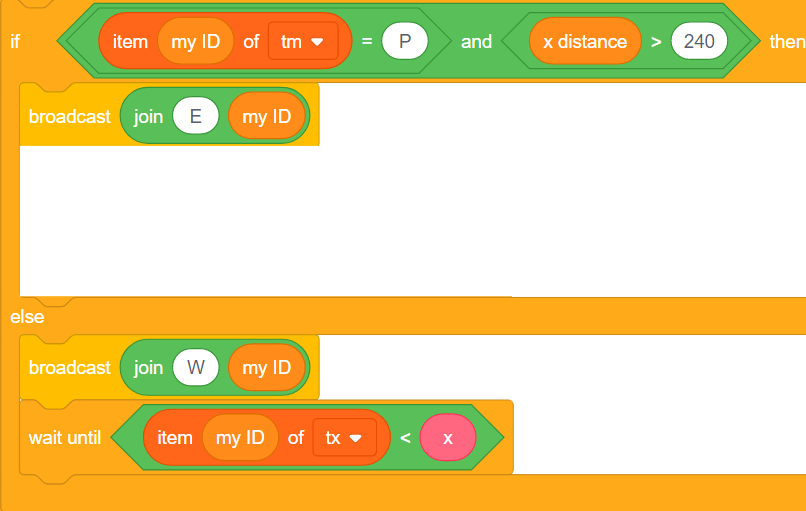 if item my ID of tm = P and x distance > 240 then
broadcast join E my ID
else
broadcast join W my ID
wait until item my ID of tx < x